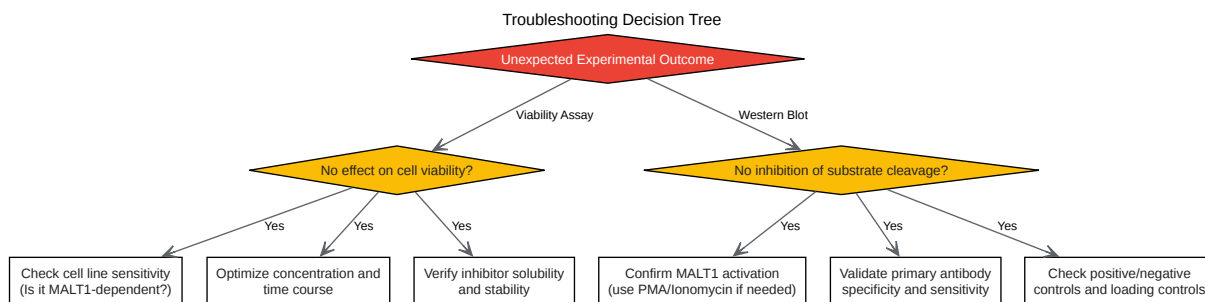 Troubleshooting Decision Tree
Unexpected Experimental Outcome
Viability Assay
Western Blot
No effect on cell viability?
No inhibition of substrate cleavage?
Yes
Yes
Yes
Yes
Yes
Yes
Check cell line sensitivity
(Is it MALT1-dependent?)
Optimize concentration and
time course
Verify inhibitor solubility
and stability
Confirm MALT1 activation
(use PMA/Ionomycin if needed)
Validate primary antibody
specificity and sensitivity
Check positive/negative
controls and loading controls